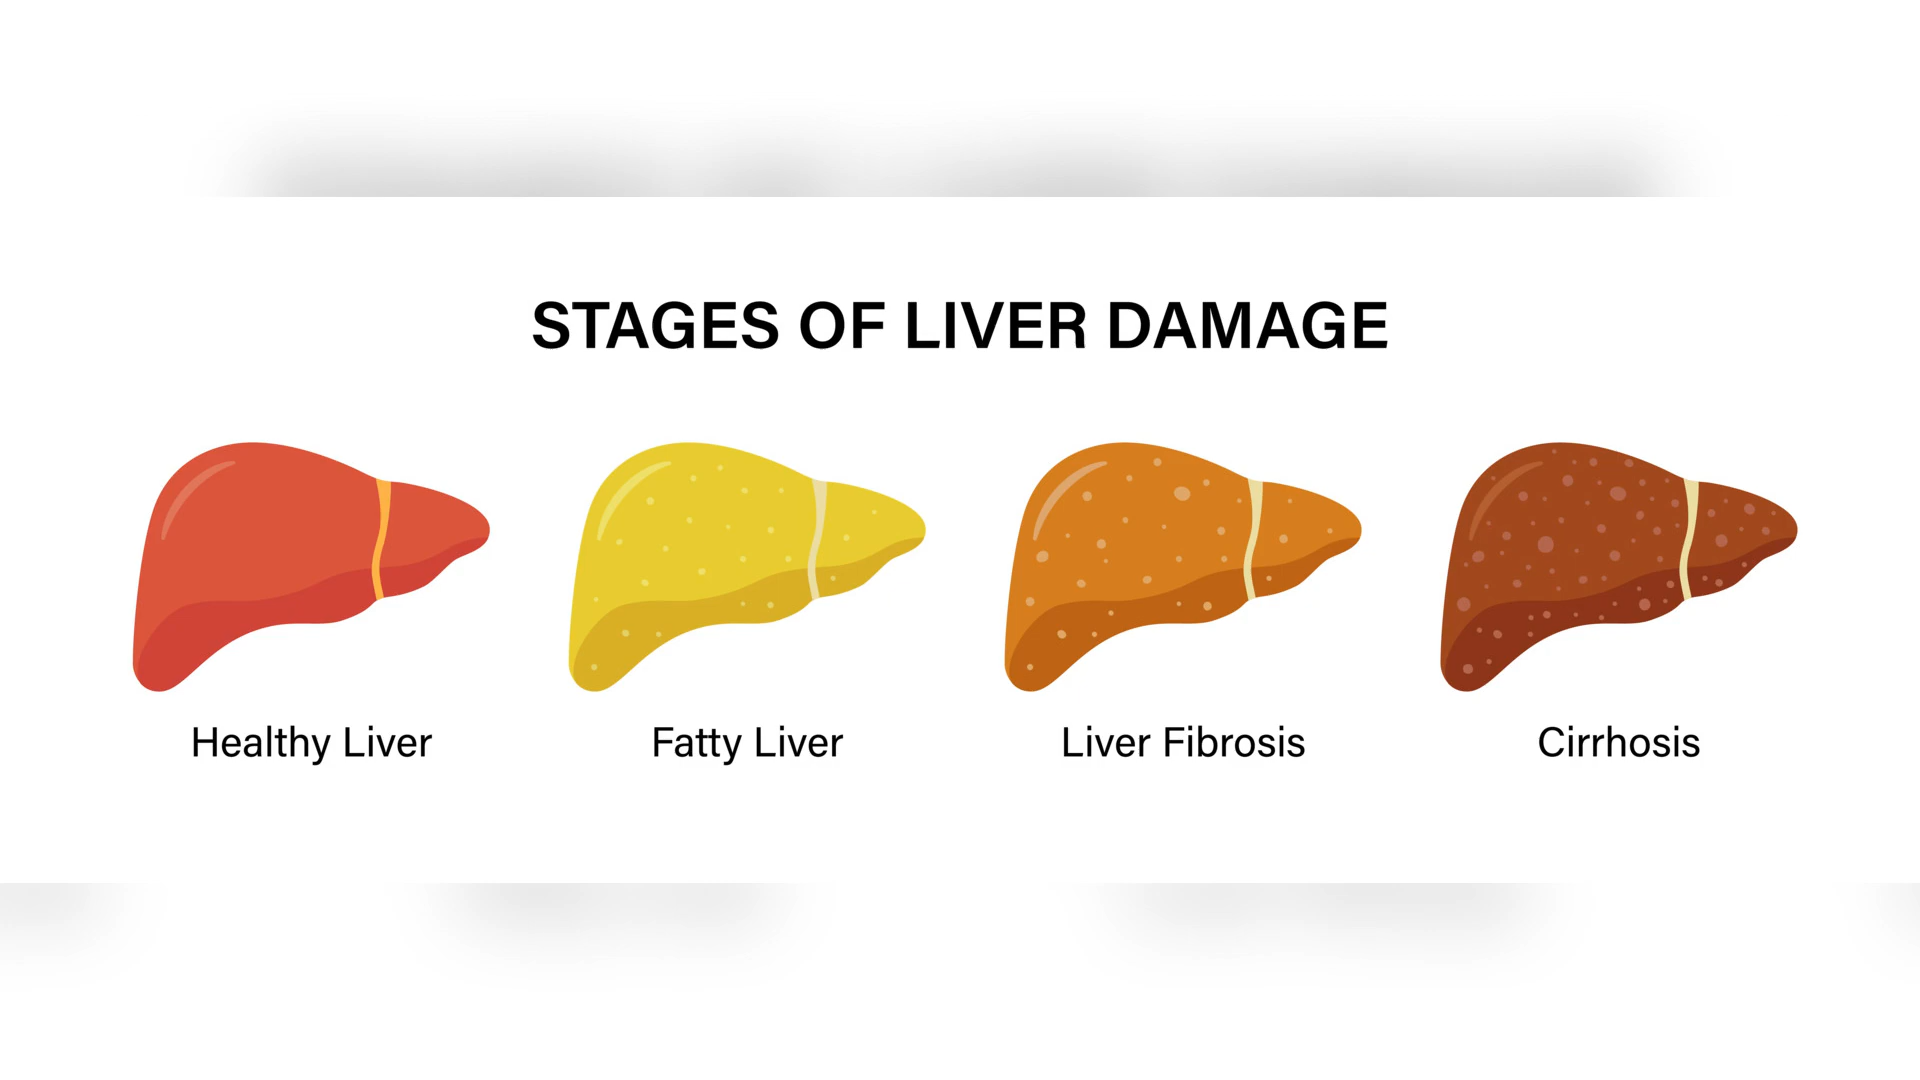 STAGES OF LIVER DAMAGE
Healthy Liver
Fatty Liver
Liver Fibrosis
Cirrhosis